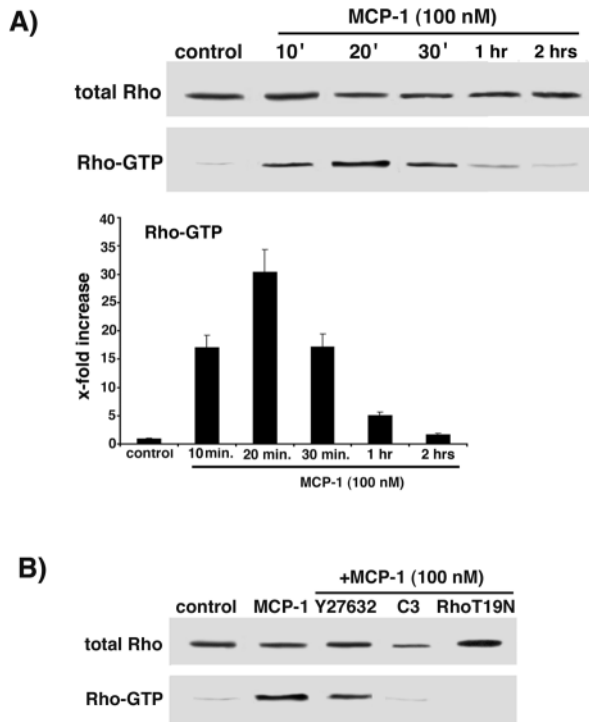 A)
MCP-1 (100 nM)
control 10' 20' 30' 1 hr 2 hrs
total Rho
Rho-GTP
Rho-GTP
x-fold increase
40
35
30
25
20
15
10
5
0
control 10min. 20 min. 30 min. 1 hr 2 hrs
MCP-1 (100 nM)
B)
+MCP-1 (100 nM)
control MCP-1 Y27632 C3 RhoT19N
total Rho
Rho-GTP